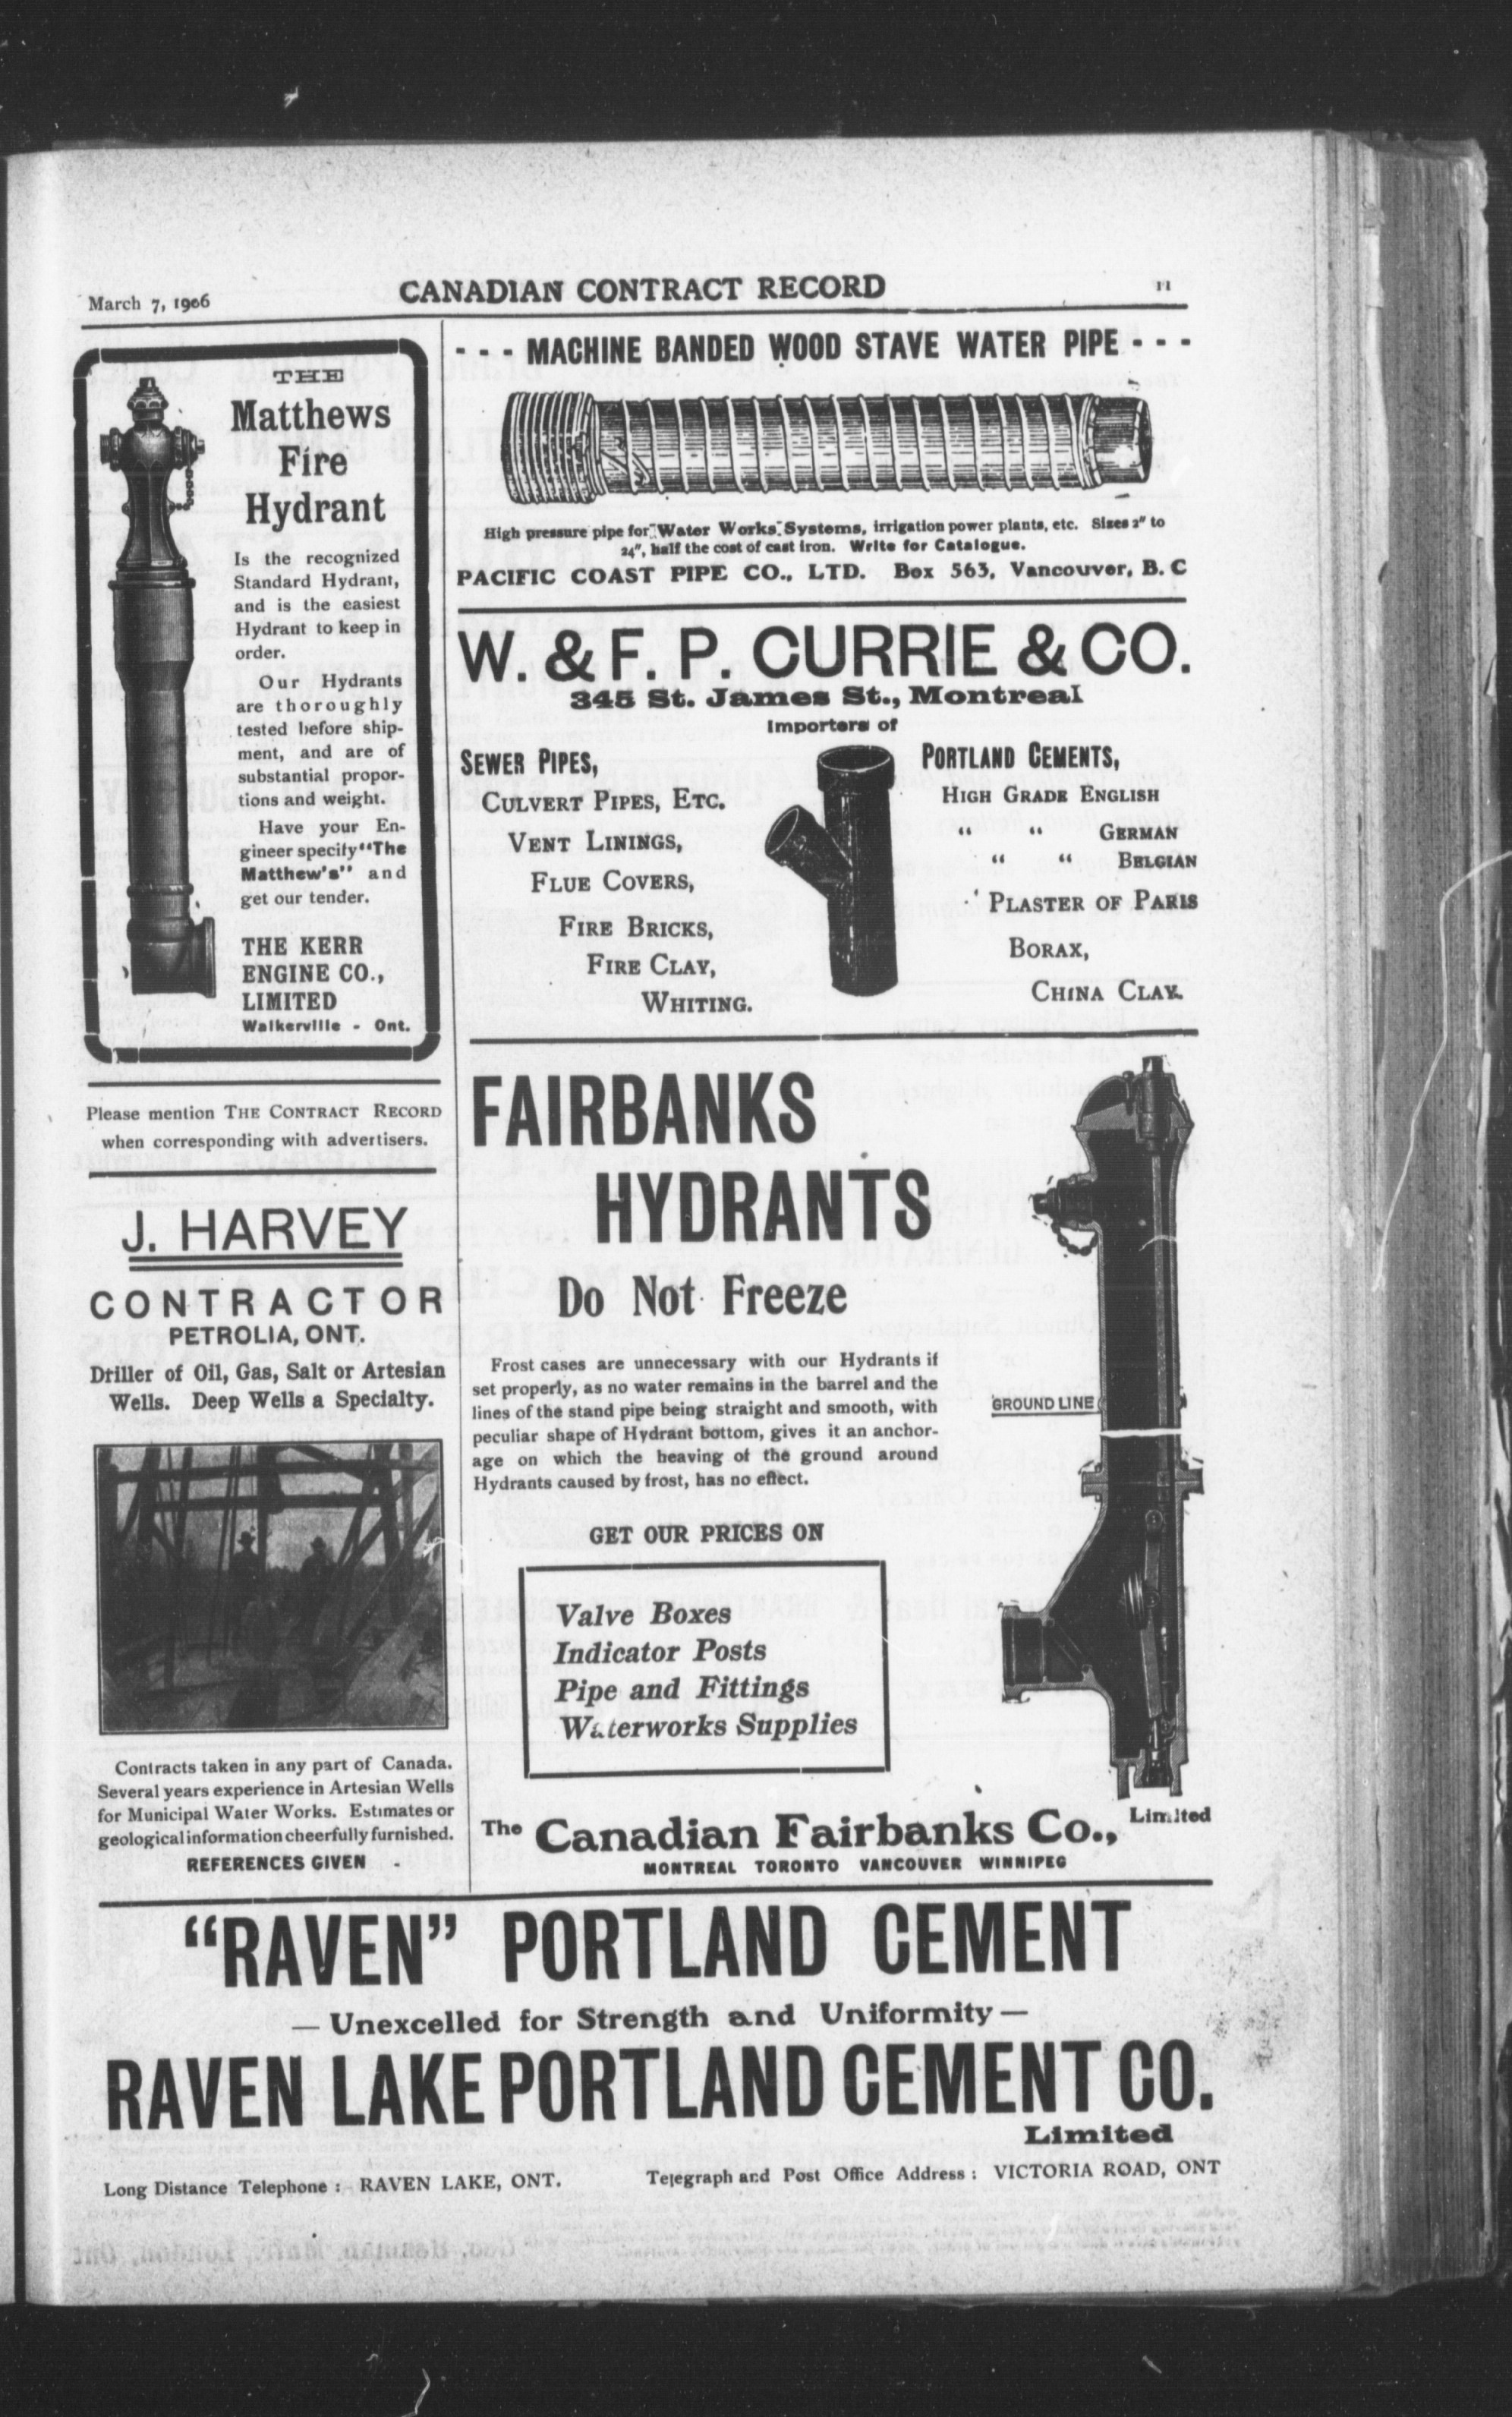 March 7, 1906
CANADIAN CONTRACT RECORD
11
THE
Matthews
Fire
Hydrant
Is the recognized
Standard Hydrant,
and is the easiest
Hydrant to keep in
order.
Our Hydrants
are thoroughly
tested before ship-
ment, and are of
substantial propor-
tions and weight.
Have your En-
gineer specify "The
Matthew's" and
get our tender.
THE KERR
ENGINE CO.,
LIMITED
Walkerville - Ont.
Please mention THE CONTRACT RECORD
when corresponding with advertisers.
J. HARVEY
CONTRACTOR
PETROLIA, ONT.
Driller of Oil, Gas, Salt or Artesian
Wells. Deep Wells a Specialty.
Contracts taken in any part of Canada.
Several years experience in Artesian Wells
for Municipal Water Works. Estimates or
geological information cheerfully furnished.
REFERENCES GIVEN -
- - - MACHINE BANDED WOOD STAVE WATER PIPE - - -
High pressure pipe for Water Works Systems, irrigation power plants, etc. Sizes 2" to
24", half the cost of cast iron. Write for Catalogue.
PACIFIC COAST PIPE CO., LTD. Box 563, Vancouver, B. C
W. & F. P. CURRIE & CO.
345 St. James St., Montreal
Importers of
SEWER PIPES,
CULVERT PIPES, ETC.
VENT LININGS,
FLUE COVERS,
FIRE BRICKS,
FIRE CLAY,
WHITING.
PORTLAND CEMENTS,
HIGH GRADE ENGLISH
" " GERMAN
" " BELGIAN
PLASTER OF PARIS
BORAX,
CHINA CLAY.
FAIRBANKS
HYDRANTS
Do Not Freeze
Frost cases are unnecessary with our Hydrants if
set properly, as no water remains in the barrel and the
lines of the stand pipe being straight and smooth, with
peculiar shape of Hydrant bottom, gives it an anchor-
age on which the heaving of the ground around
Hydrants caused by frost, has no effect.
GROUND LINE
GET OUR PRICES ON
Valve Boxes
Indicator Posts
Pipe and Fittings
Waterworks Supplies
The Canadian Fairbanks Co., Limited
MONTREAL TORONTO VANCOUVER WINNIPEG
"RAVEN" PORTLAND CEMENT
— Unexcelled for Strength and Uniformity —
RAVEN LAKE PORTLAND CEMENT CO.
Limited
Long Distance Telephone : RAVEN LAKE, ONT.
Telegraph and Post Office Address : VICTORIA ROAD, ONT